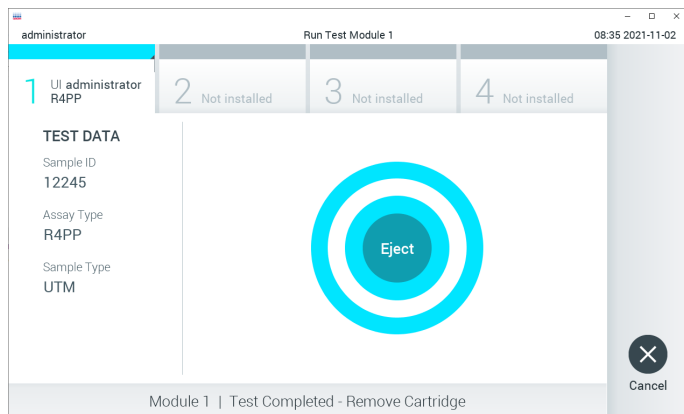 administrator Run Test Module 1 08:35 2021-11-02
1 UI administrator
R4PP
2 Not installed
3 Not installed
4 Not installed
TEST DATA
Sample ID
12245
Assay Type
R4PP
Sample Type
UTM
Eject
Cancel
Module 1 | Test Completed - Remove Cartridge